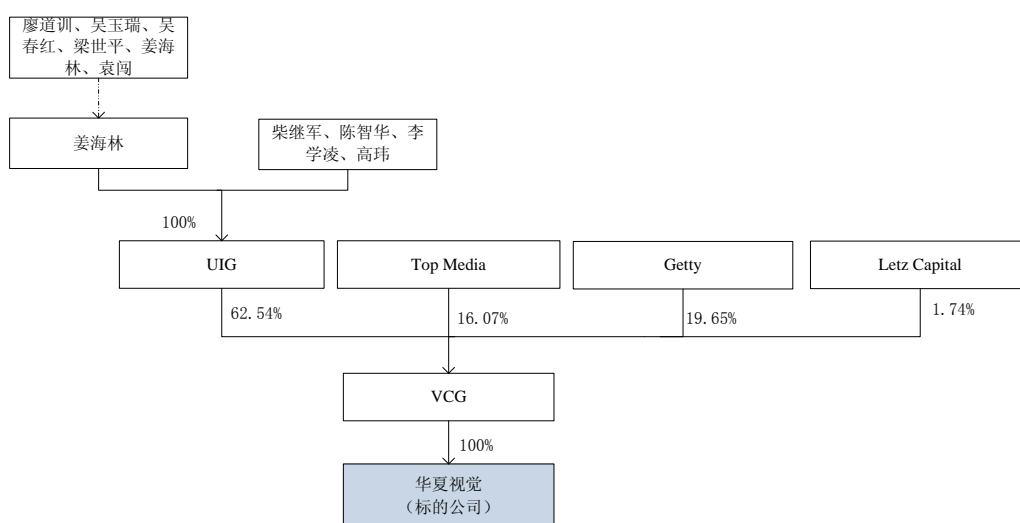 廖道训、吴玉瑞、吴
春红、梁世平、姜海
林、袁闯
姜海林
柴继军、陈智华、李
学凌、高玮
100%
UIG
Top Media
Getty
Letz Capital
62.54%
16.07%
19.65%
1.74%
VCG
100%
华夏视觉
（标的公司）